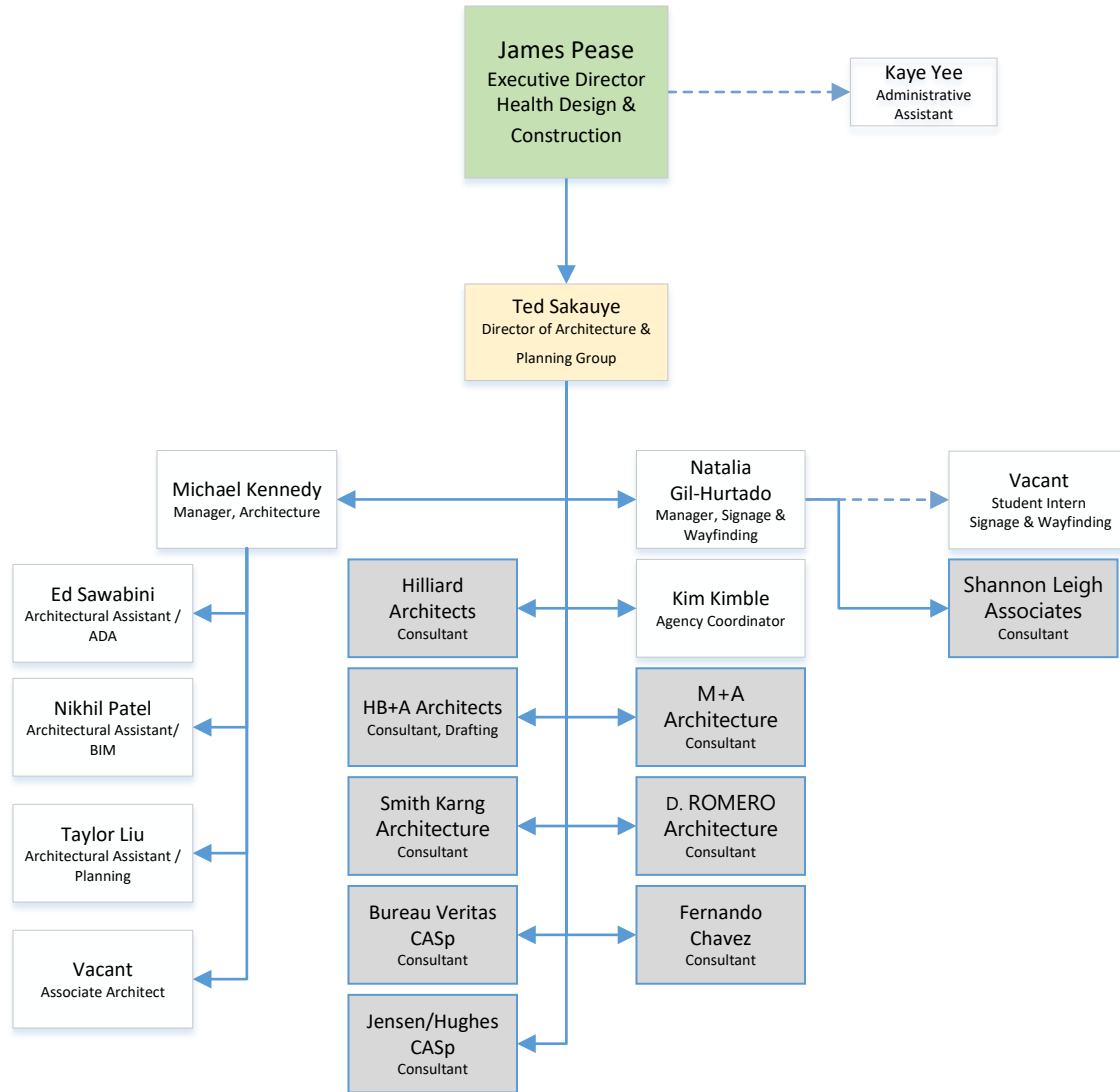 James Pease
Executive Director
Health Design &
Construction
Kaye Yee
Administrative
Assistant
Ted Sakauye
Director of Architecture &
Planning Group
Michael Kennedy
Manager, Architecture
Natalia
Gil-Hurtado
Manager, Signage &
Wayfinding
Vacant
Student Intern
Signage & Wayfinding
Ed Sawabini
Architectural Assistant /
ADA
Hilliard
Architects
Consultant
Kim Kimble
Agency Coordinator
Shannon Leigh
Associates
Consultant
Nikhil Patel
Architectural Assistant/
BIM
HB+A Architects
Consultant, Drafting
M+A
Architecture
Consultant
Taylor Liu
Architectural Assistant /
Planning
Smith Karng
Architecture
Consultant
D. ROMERO
Architecture
Consultant
Vacant
Associate Architect
Bureau Veritas
CASp
Consultant
Fernando
Chavez
Consultant
Jensen/Hughes
CASp
Consultant